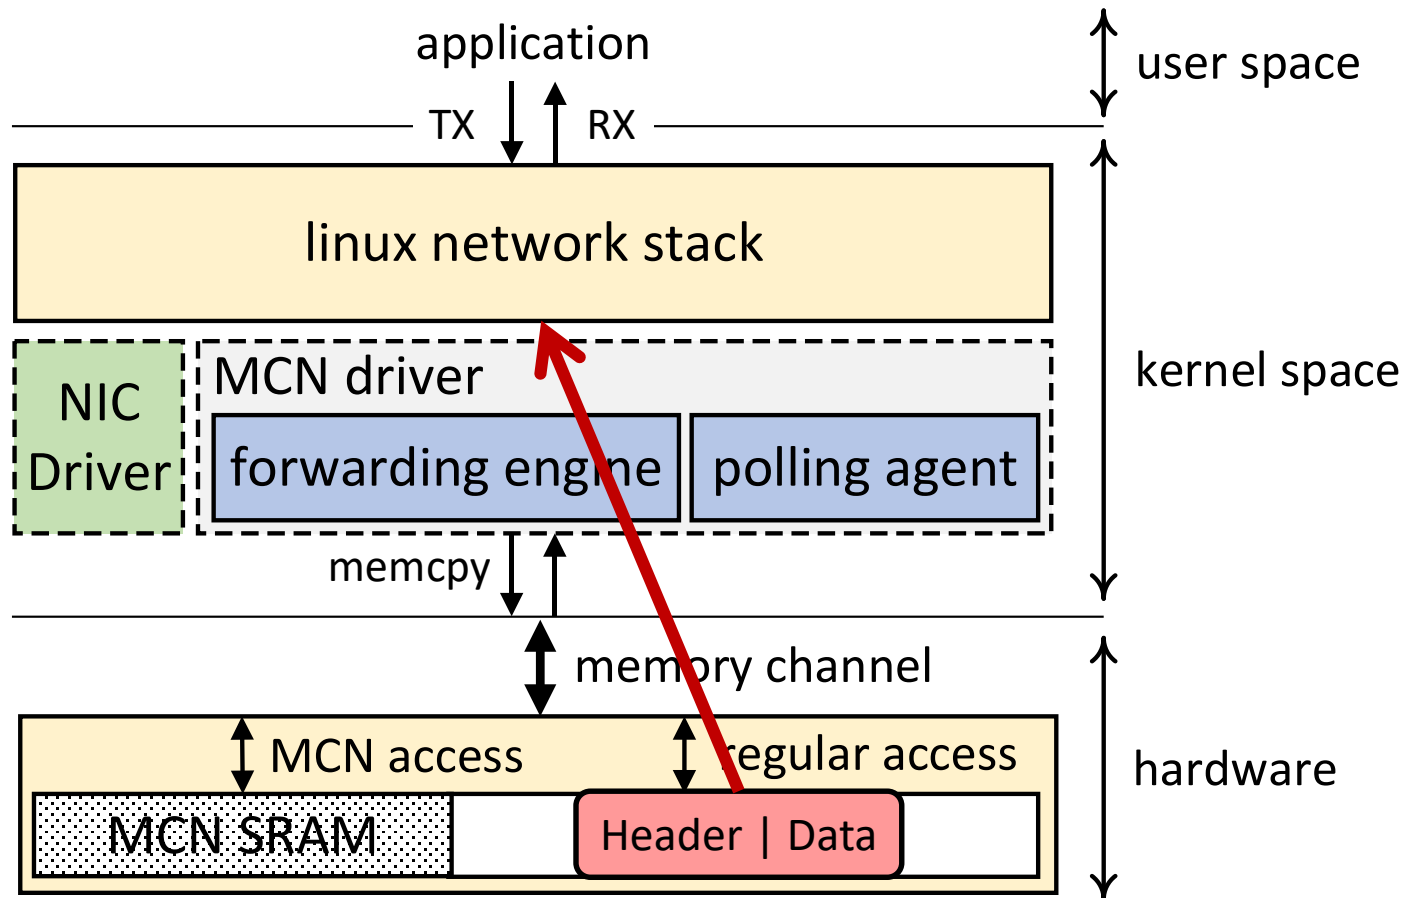 application
user space
TX
RX
linux network stack
NIC
Driver
MCN driver
forwarding engine
polling agent
kernel space
memcpy
memory channel
MCN access
regular access
hardware
MCN SRAM
Header | Data